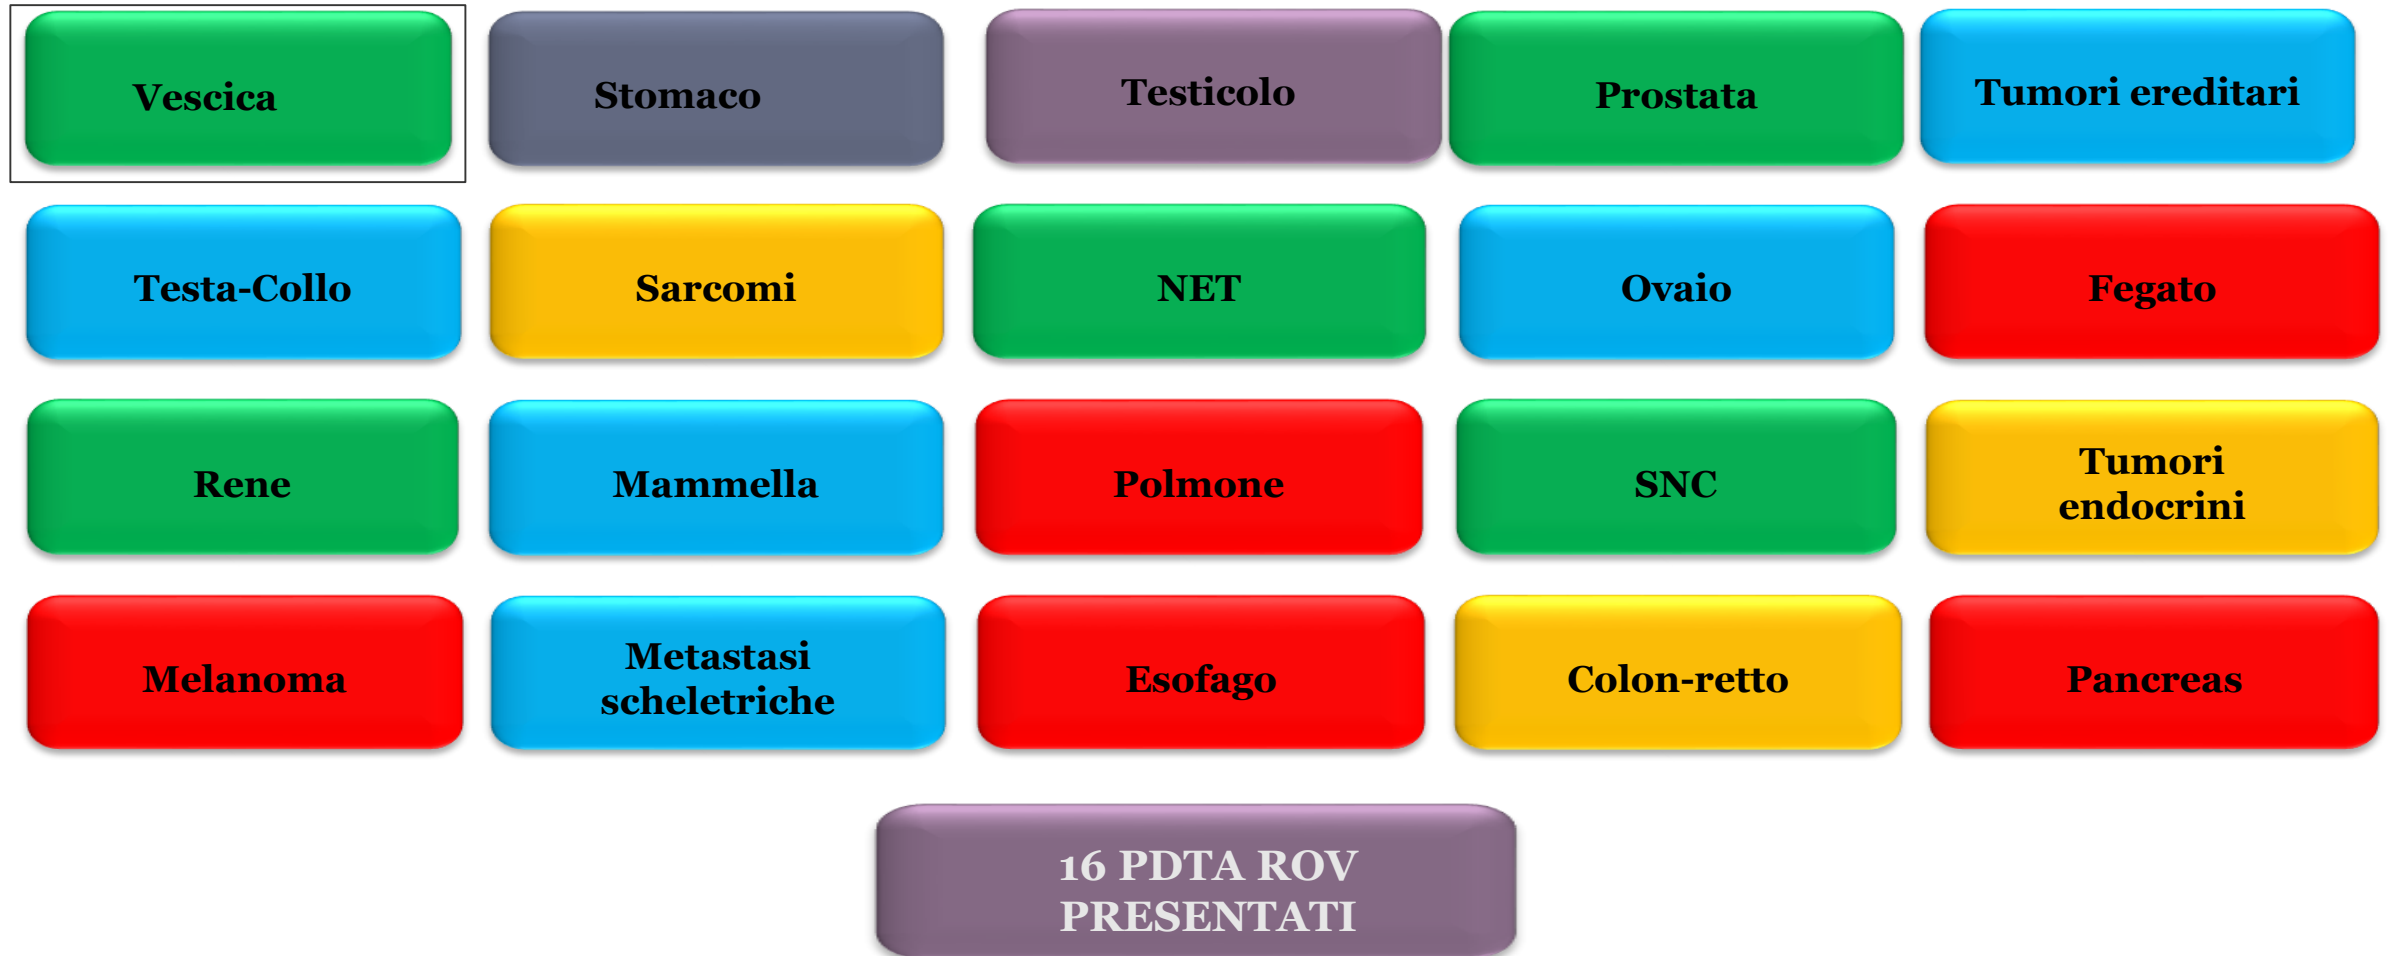 Vescica
Stomaco
Testicolo
Prostata
Tumori ereditari
Testa-Collo
Sarcomi
NET
Ovaio
Fegato
Rene
Mammella
Polmone
SNC
Tumori
endocrini
Melanoma
Metastasi
scheletriche
Esofago
Colon-retto
Pancreas
16 PDTA ROV
PRESENTATI